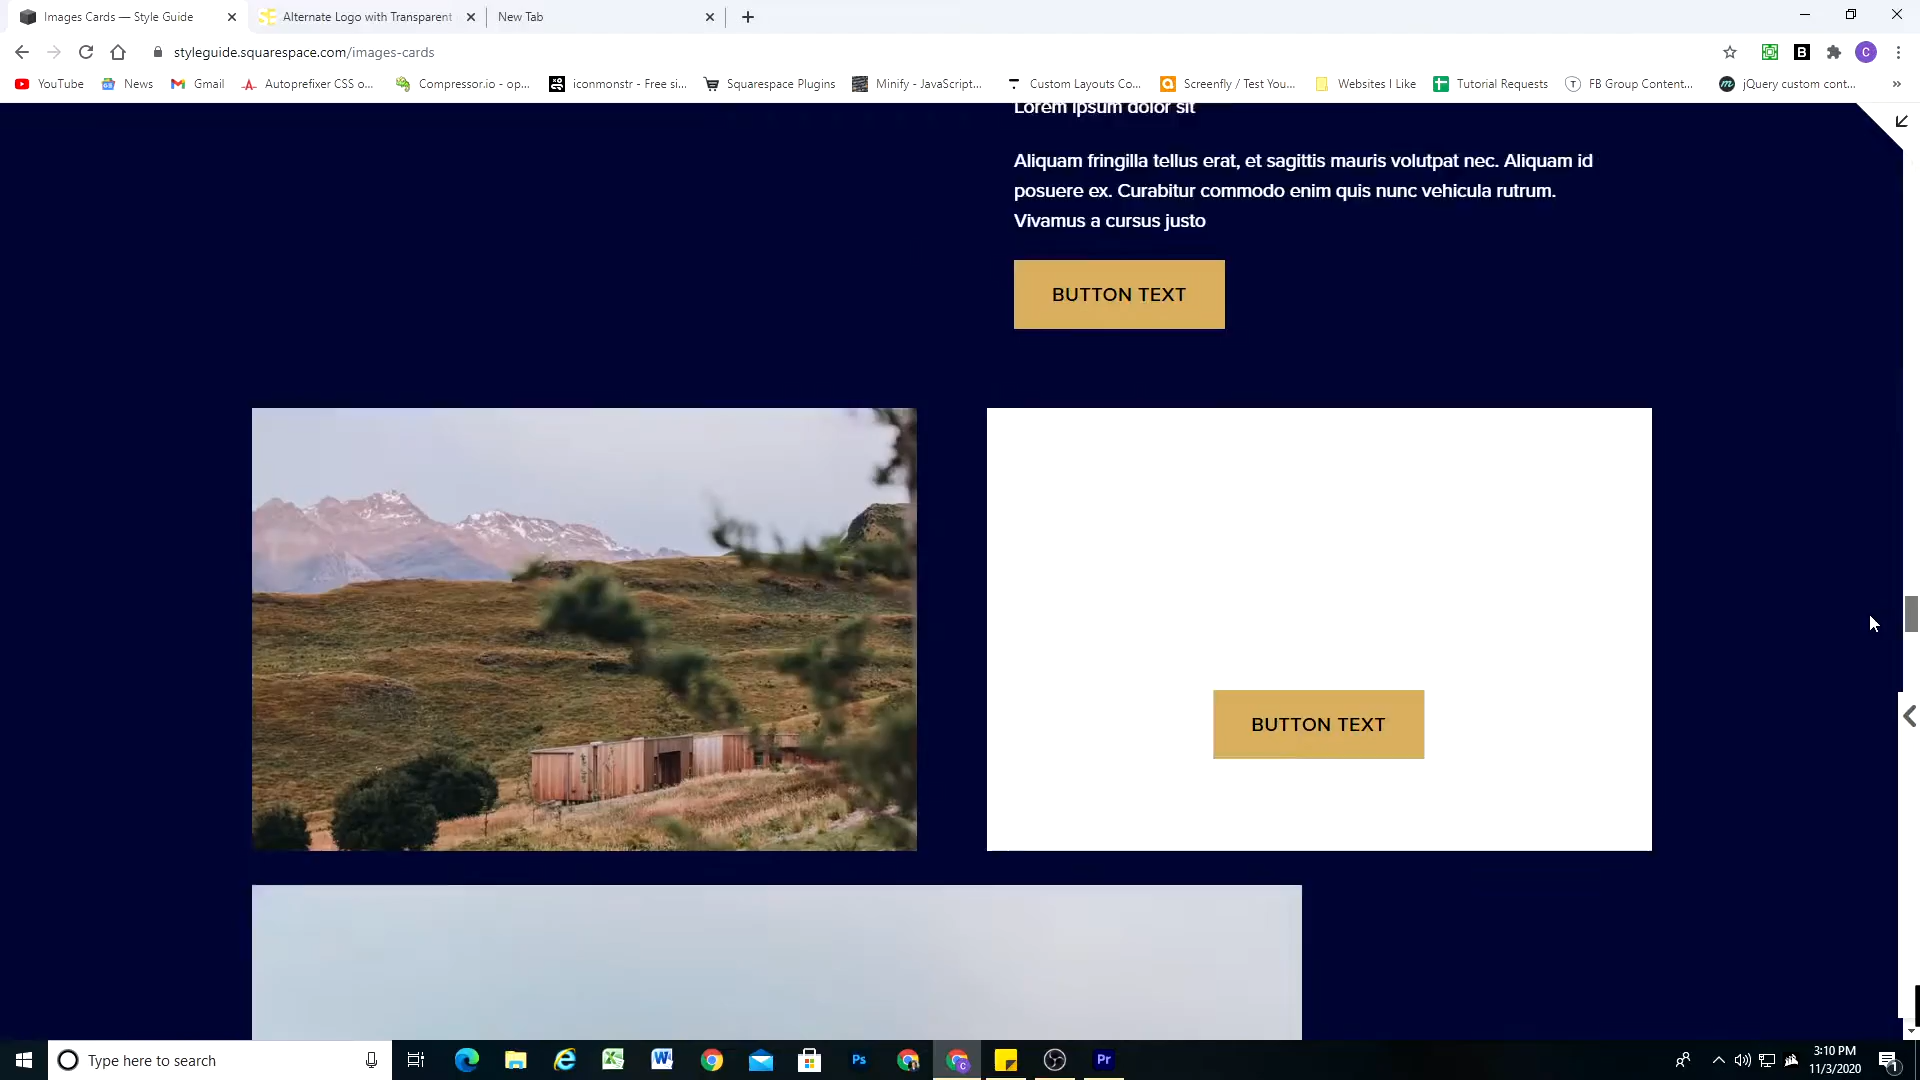 Images Cards — Style Guide
Alternate Logo with Transparent
New Tab
styleguide.squarespace.com/images-cards
C
B
YouTube
News
Gmail
Autoprefixer CSS o...
Compressor.io - op...
iconmonstr - Free si...
Squarespace Plugins
Minify - JavaScript...
Custom Layouts Co...
Screenfly / Test You...
Websites I Like
Tutorial Requests
FB Group Content...
jQuery custom cont...
Lorem ipsum dolor sit
Aliquam fringilla tellus erat, et sagittis mauris volutpat nec. Aliquam id
posuere ex. Curabitur commodo enim quis nunc vehicula rutrum.
Vivamus a cursus justo
BUTTON TEXT
BUTTON TEXT
Type here to search
Ps
Pr
3:10 PM
11/3/2020
1